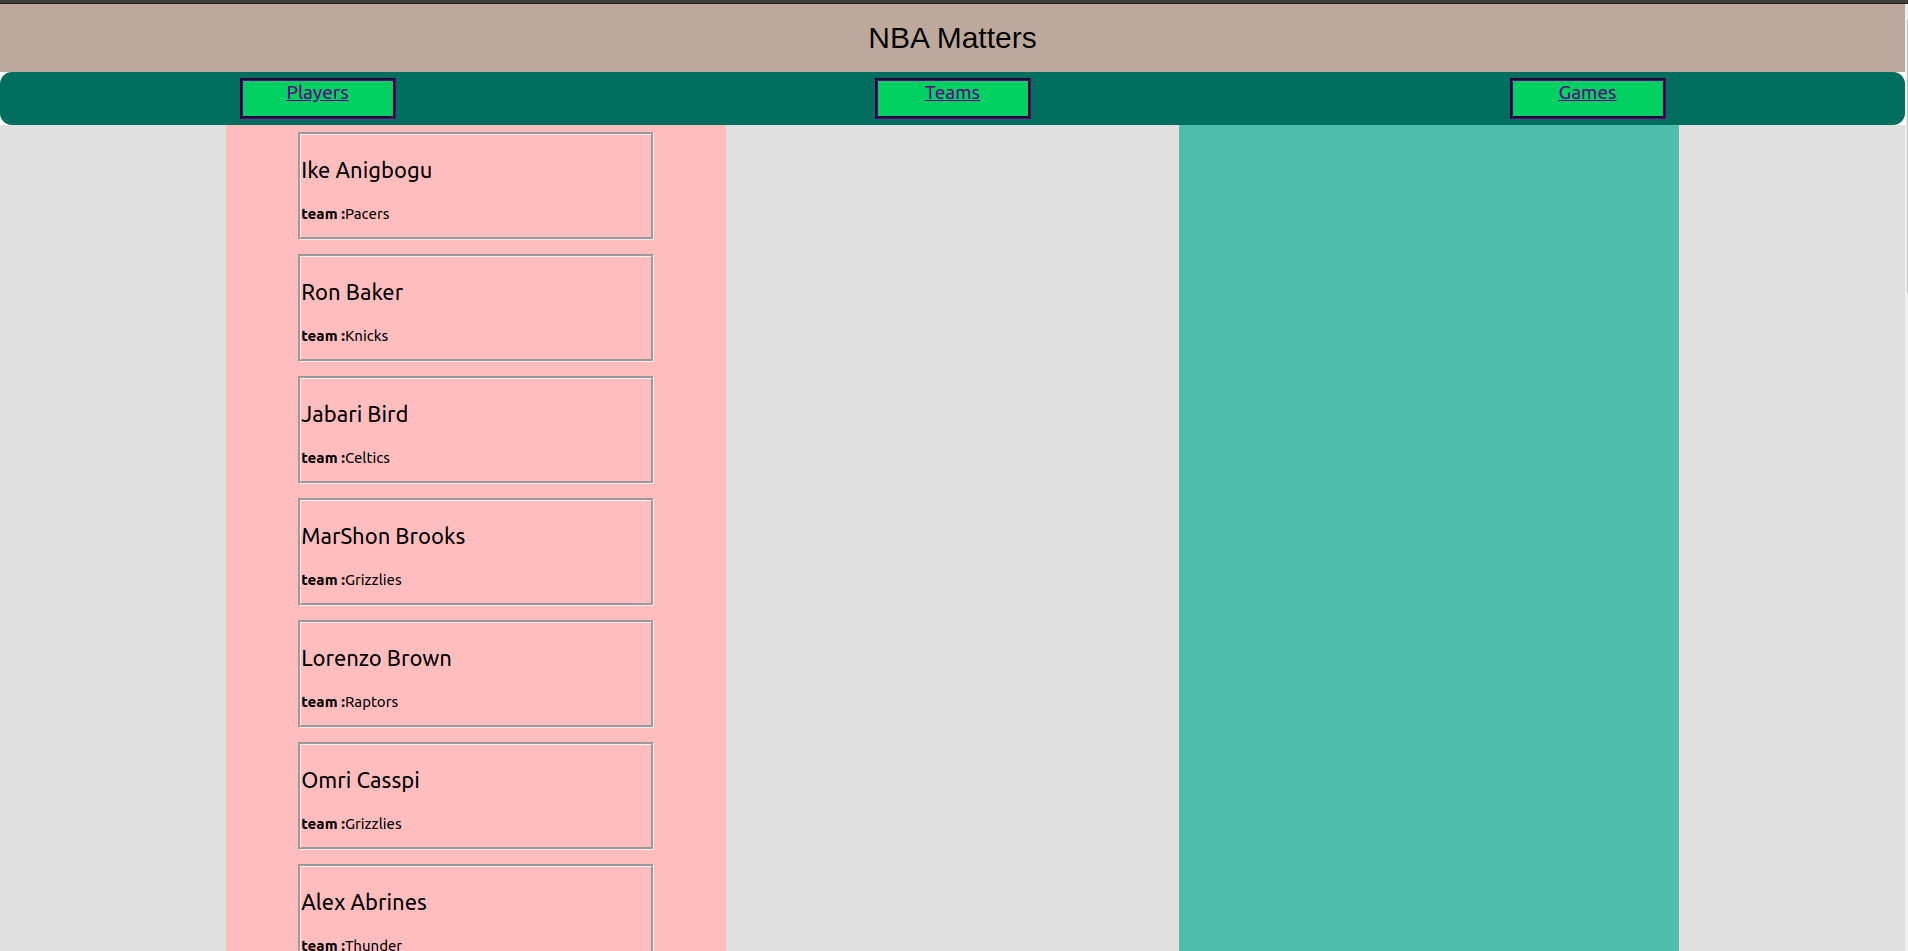 NBA Matters
Players Teams Games
Ike Anigbogu
team :Pacers
Ron Baker
team :Knicks
Jabari Bird
team :Celtics
MarShon Brooks
team :Grizzlies
Lorenzo Brown
team :Raptors
Omri Casspi
team :Grizzlies
Alex Abrines
team :Thunder